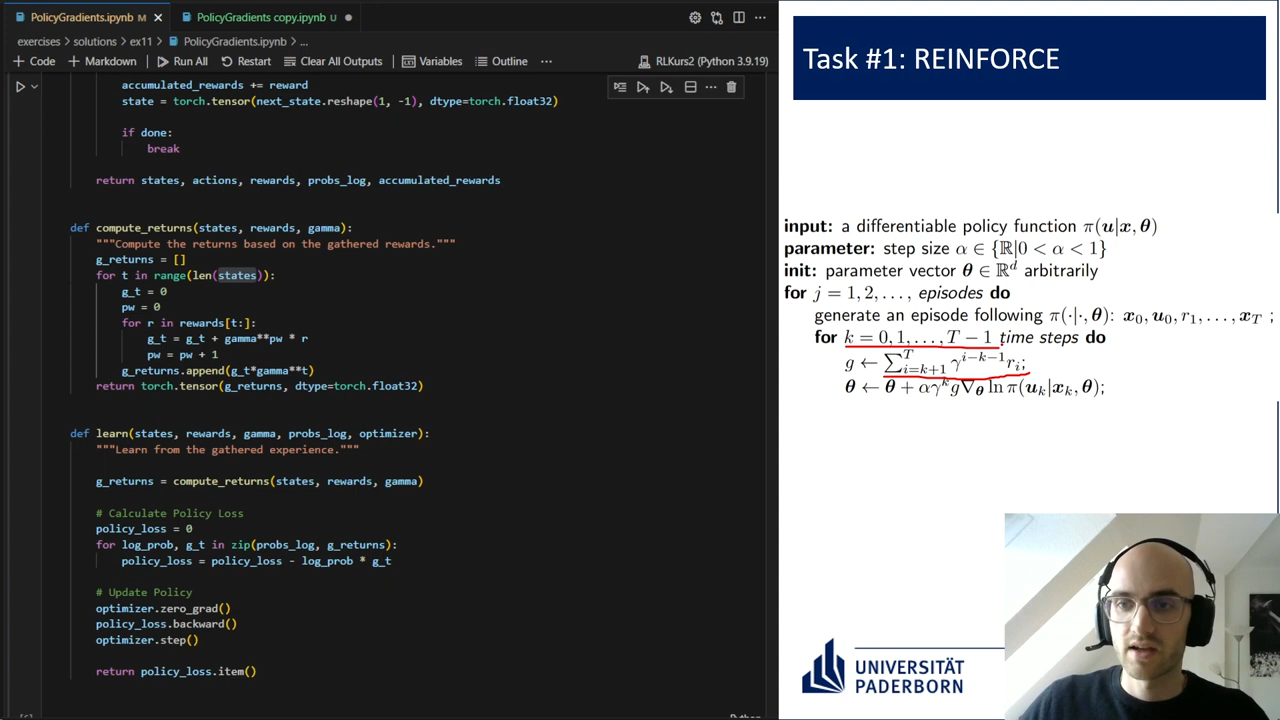 PolicyGradients.ipynb M
PolicyGradients copy.ipynb U
exercises > solutions > ex11 > PolicyGradients.ipynb > ...
+ Code + Markdown Run All Restart Clear All Outputs Variables Outline ... RLKurs2 (Python 3.9.19)
accumulated_rewards += reward
state = torch.tensor(next_state.reshape(1, -1), dtype=torch.float32)
if done:
break
return states, actions, rewards, probs_log, accumulated_rewards
def compute_returns(states, rewards, gamma):
"""Compute the returns based on the gathered rewards."""
g_returns = []
for t in range(len(states)):
g_t = 0
pw = 0
for r in rewards[t:]:
g_t = g_t + gamma**pw * r
pw = pw + 1
g_returns.append(g_t*gamma**t)
return torch.tensor(g_returns, dtype=torch.float32)
def learn(states, rewards, gamma, probs_log, optimizer):
"""Learn from the gathered experience."""
g_returns = compute_returns(states, rewards, gamma)
# Calculate Policy Loss
policy_loss = 0
for log_prob, g_t in zip(probs_log, g_returns):
policy_loss = policy_loss - log_prob * g_t
# Update Policy
optimizer.zero_grad()
policy_loss.backward()
optimizer.step()
return policy_loss.item()
Task #1: REINFORCE
input: a differentiable policy function π(u|x, θ)
parameter: step size α ∈ {ℝ|0 < α < 1}
init: parameter vector θ ∈ ℝ^d arbitrarily
for j = 1, 2, . . . , episodes do
generate an episode following π(·|·, θ): x₀, u₀, r₁, . . . , x_T ;
for k = 0, 1, . . . , T − 1 time steps do
g ← ∑_{i=k+1}^{T} γ^{i−k−1} r_i;
θ ← θ + αγ^k g∇_θ ln π(u_k|x_k, θ);
UNIVERSITÄT
PADERBORN